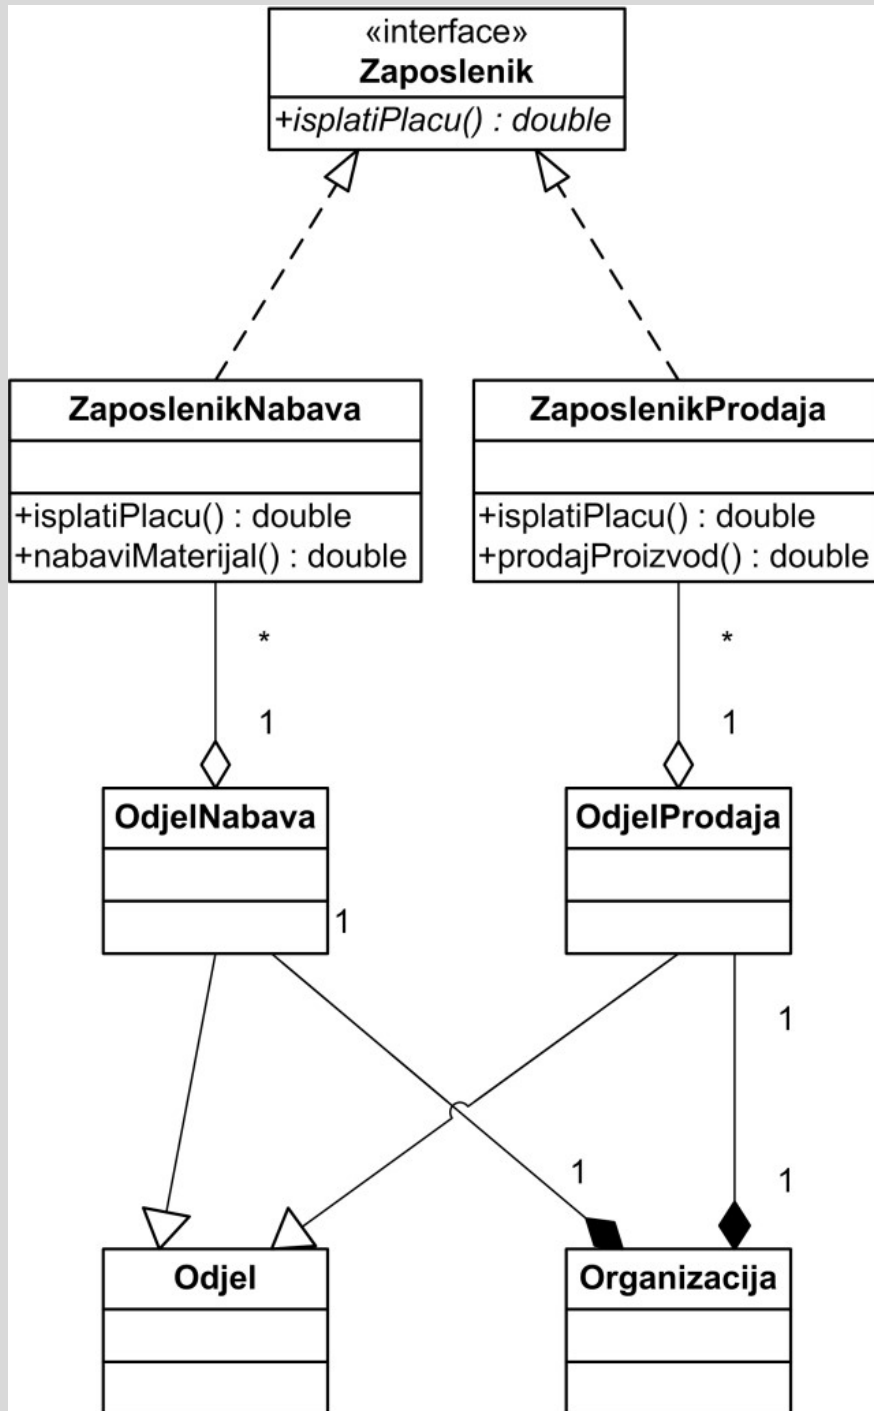 «interface»
Zaposlenik
+isplatiPlacu() : double
ZaposlenikNabava
+isplatiPlacu() : double
+nabaviMaterijal() : double
ZaposlenikProdaja
+isplatiPlacu() : double
+prodajProizvod() : double
*
1
*
1
OdjelNabava
1
OdjelProdaja
1
1
1
Odjel
Organizacija